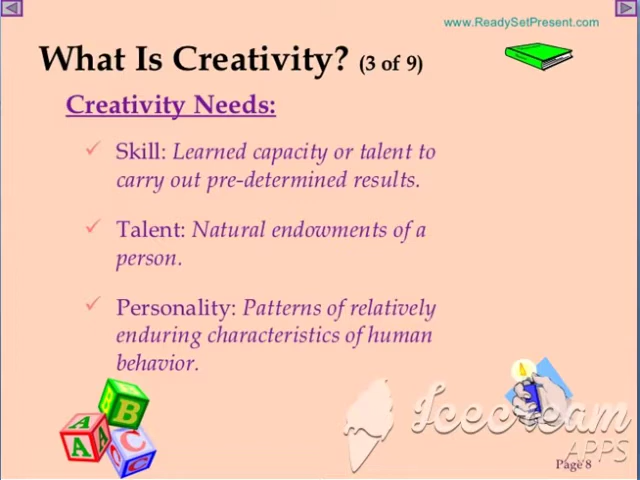 www.ReadySetPresent.com
What Is Creativity? (3 of 9)
Creativity Needs:
Skill: Learned capacity or talent to
carry out pre-determined results.
Talent: Natural endowments of a
person.
Personality: Patterns of relatively
enduring characteristics of human
behavior.
B
A
A
C
C
Icecream
APPS
Page 8